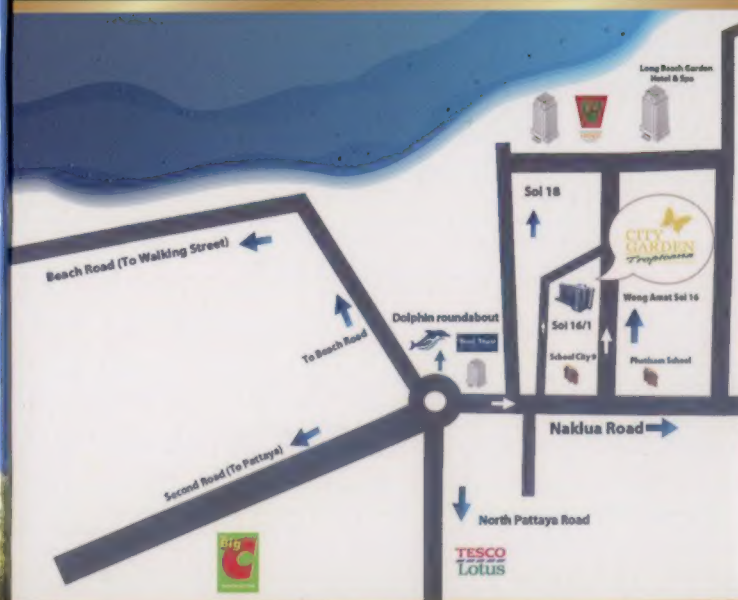 Long Beach Garden
Hotel & Spa
Soi 18
CITY
GARDEN
Tropicana
Beach Road (To Walking Street)
Wong Amat Soi 16
Dolphin roundabout
To Beach Road
Soi 16/1
School City 9
Photisam School
Naklua Road
Second Road (To Pattaya)
North Pattaya Road
Big
C
TESCO
Lotus